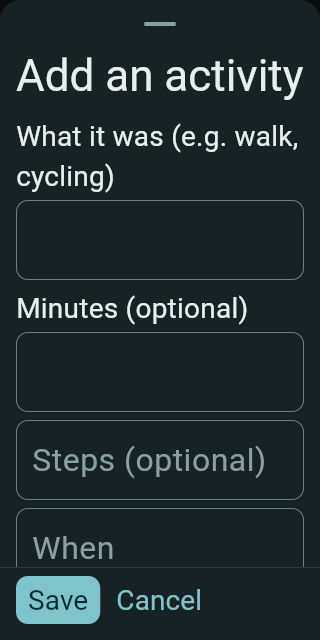 Add an activity
What it was (e.g. walk,
cycling)
Minutes (optional)
Steps (optional)
When
Save Cancel